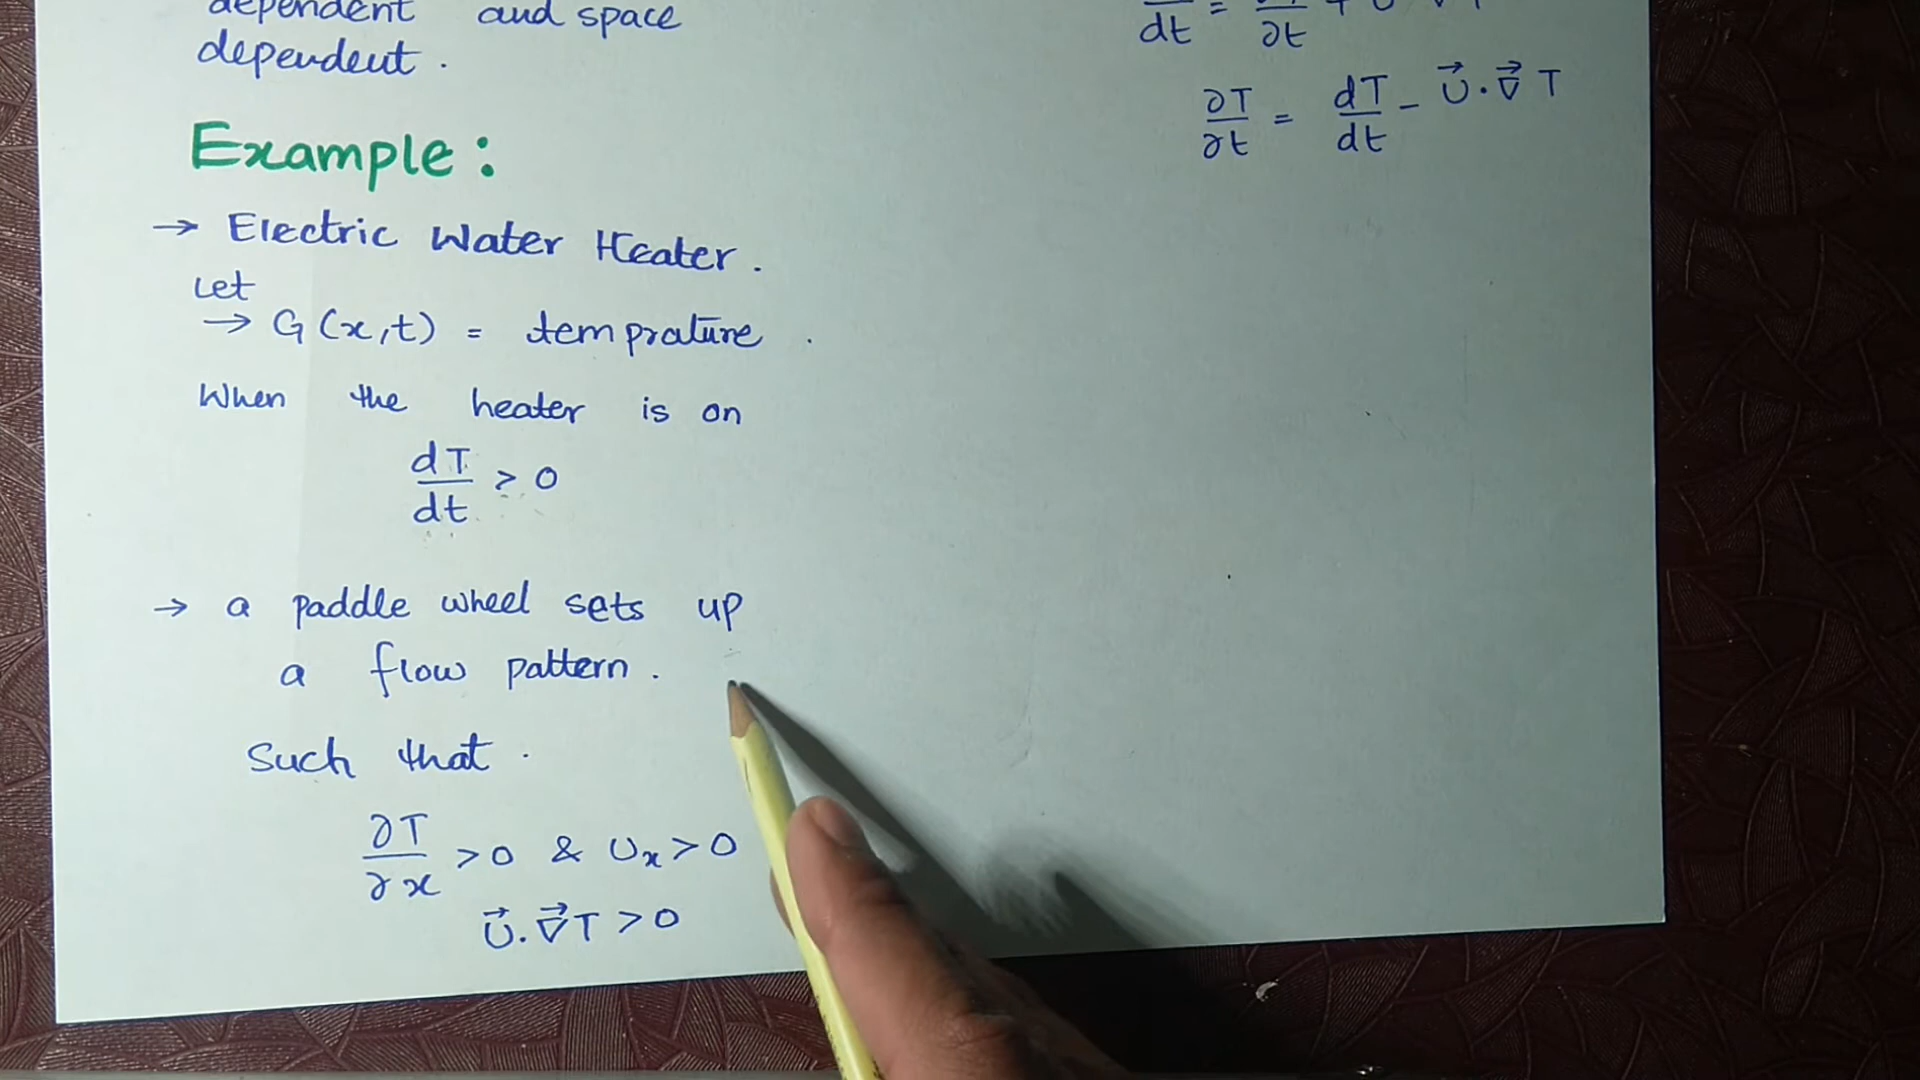 dependent and space
dependent.
Example:
→ Electric Water Heater.
Let
→ G(x,t) = temprature.
When the heater is on
dT/dt > 0
→ a paddle wheel sets up
a flow pattern.
Such that.
∂T/∂x > 0 & Ux > 0
U⃗.∇⃗T > 0
dt = ∂t + U ∇
∂T/∂t = dT/dt - U⃗.∇⃗T